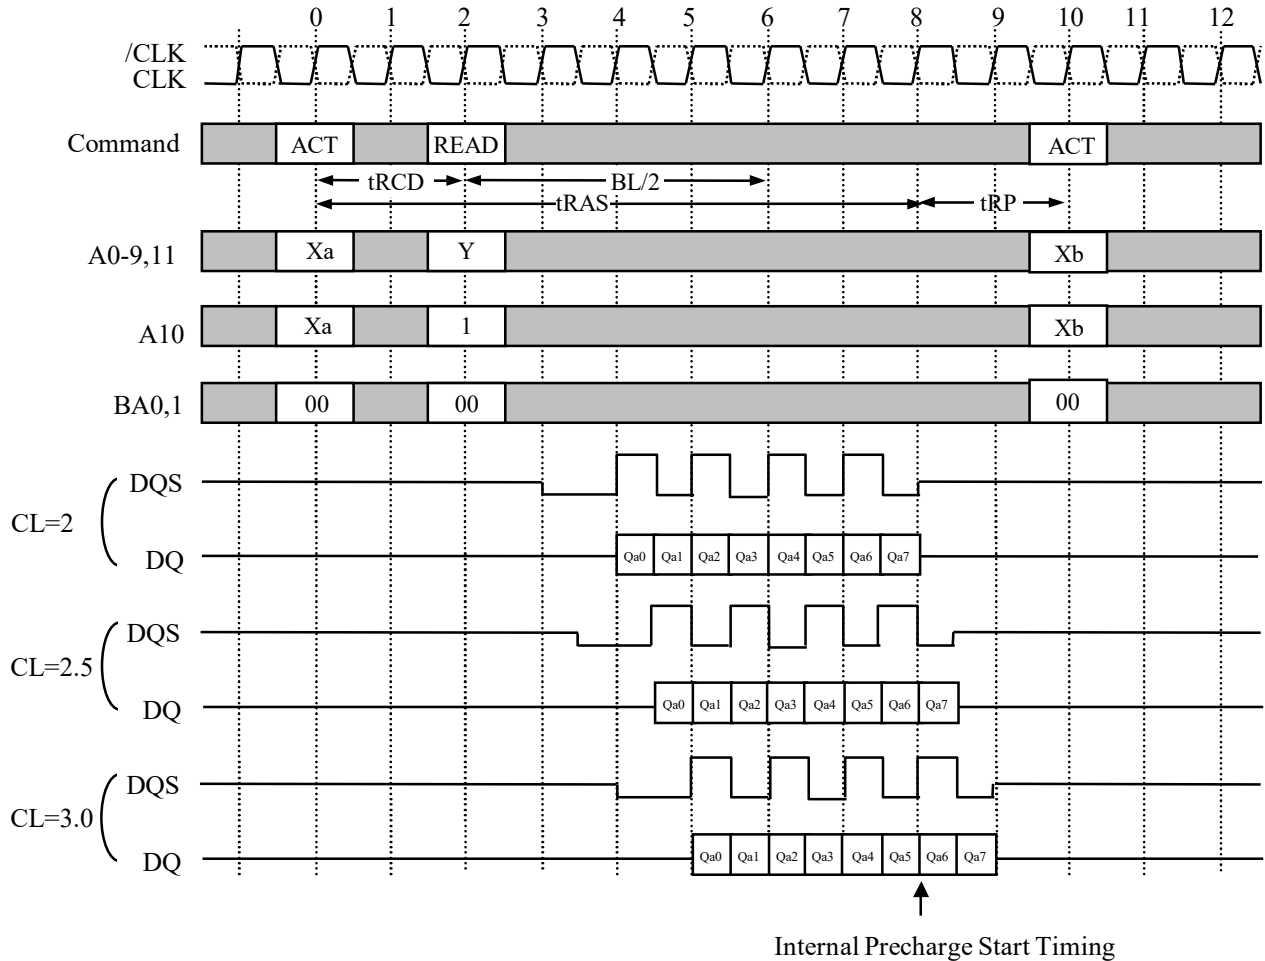 0 1 2 3 4 5 6 7 8 9 10 11 12
/CLK
CLK
Command ACT READ ACT
tRCD BL/2
tRAS tRP
A0-9,11 Xa Y Xb
A10 Xa 1 Xb
BA0,1 00 00 00
DQS
CL=2
DQ Qa0 Qa1 Qa2 Qa3 Qa4 Qa5 Qa6 Qa7
DQS
CL=2.5
DQ Qa0 Qa1 Qa2 Qa3 Qa4 Qa5 Qa6 Qa7
DQS
CL=3.0
DQ Qa0 Qa1 Qa2 Qa3 Qa4 Qa5 Qa6 Qa7
Internal Precharge Start Timing